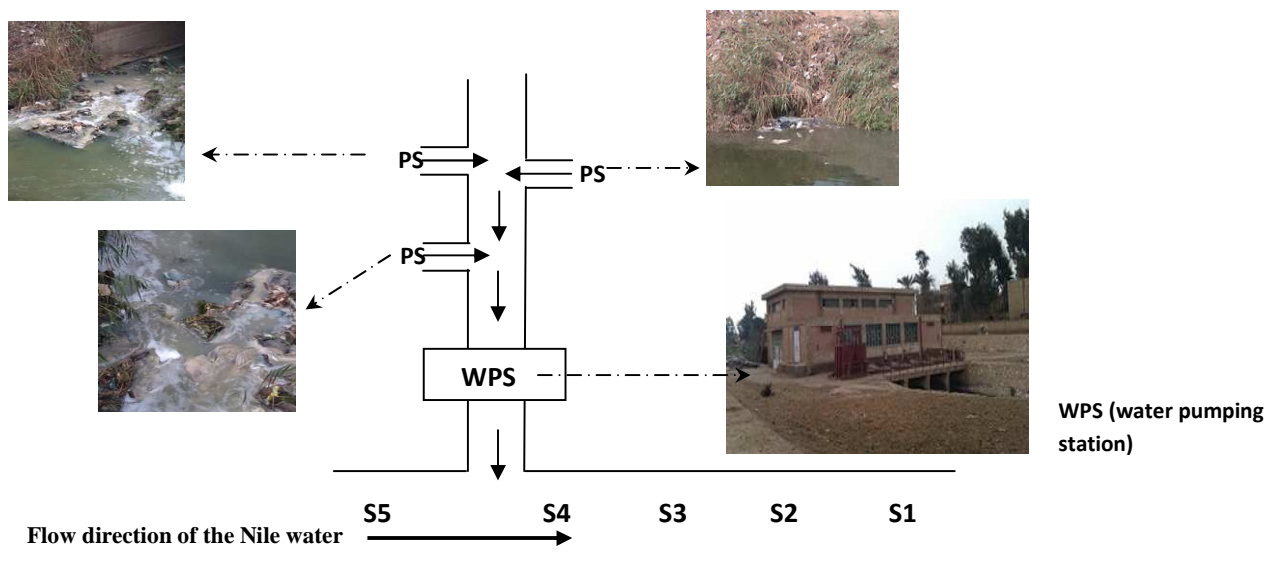 PS
PS
PS
WPS
WPS (water pumping
station)
S5 S4 S3 S2 S1
Flow direction of the Nile water